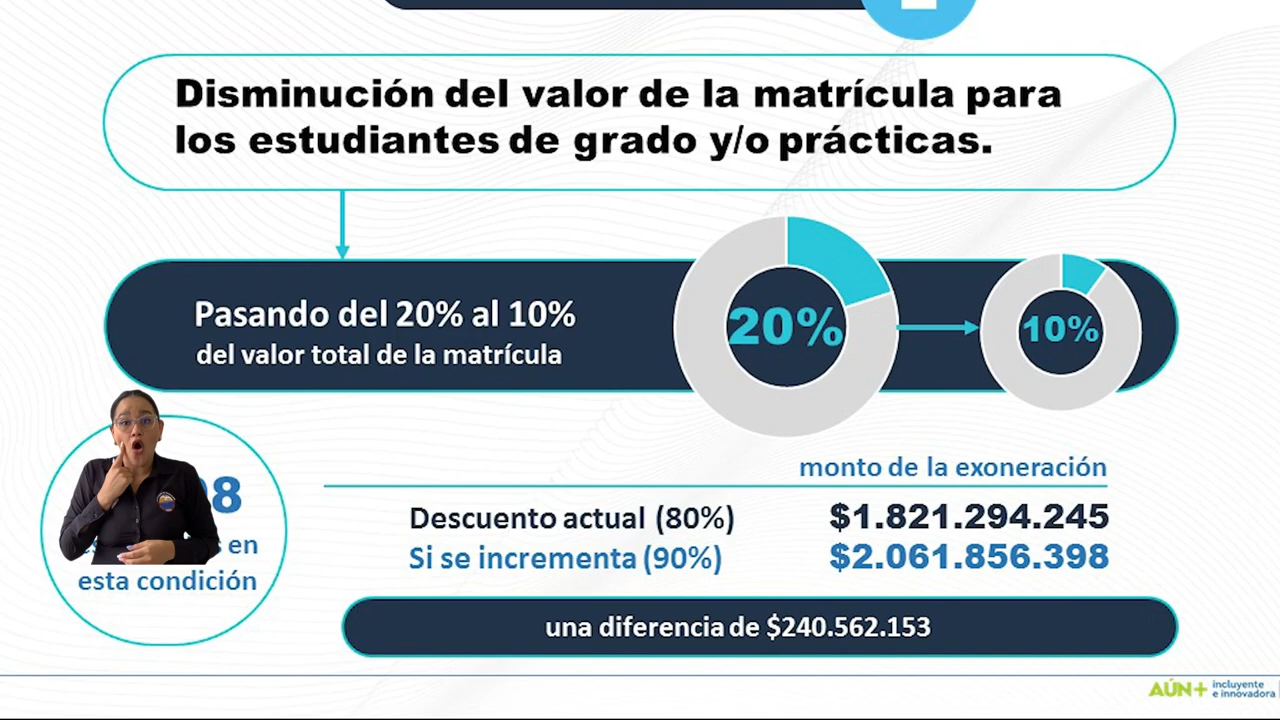 Disminución del valor de la matrícula para
los estudiantes de grado y/o prácticas.
Pasando del 20% al 10%
del valor total de la matrícula
20%
10%
monto de la exoneración
Descuento actual (80%) $1.821.294.245
Si se incrementa (90%) $2.061.856.398
en
esta condición
una diferencia de $240.562.153
AÚN+ incluyente
e innovadora